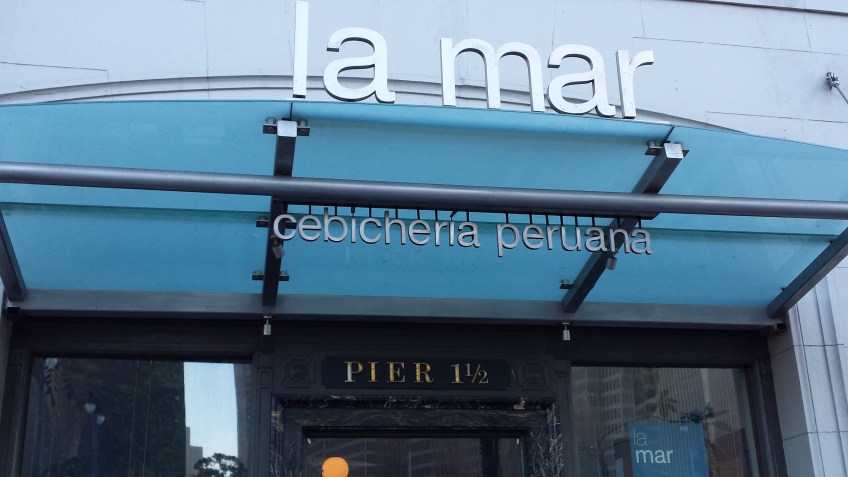 la mar
cebichería peruana
PIER 1½
la
mar